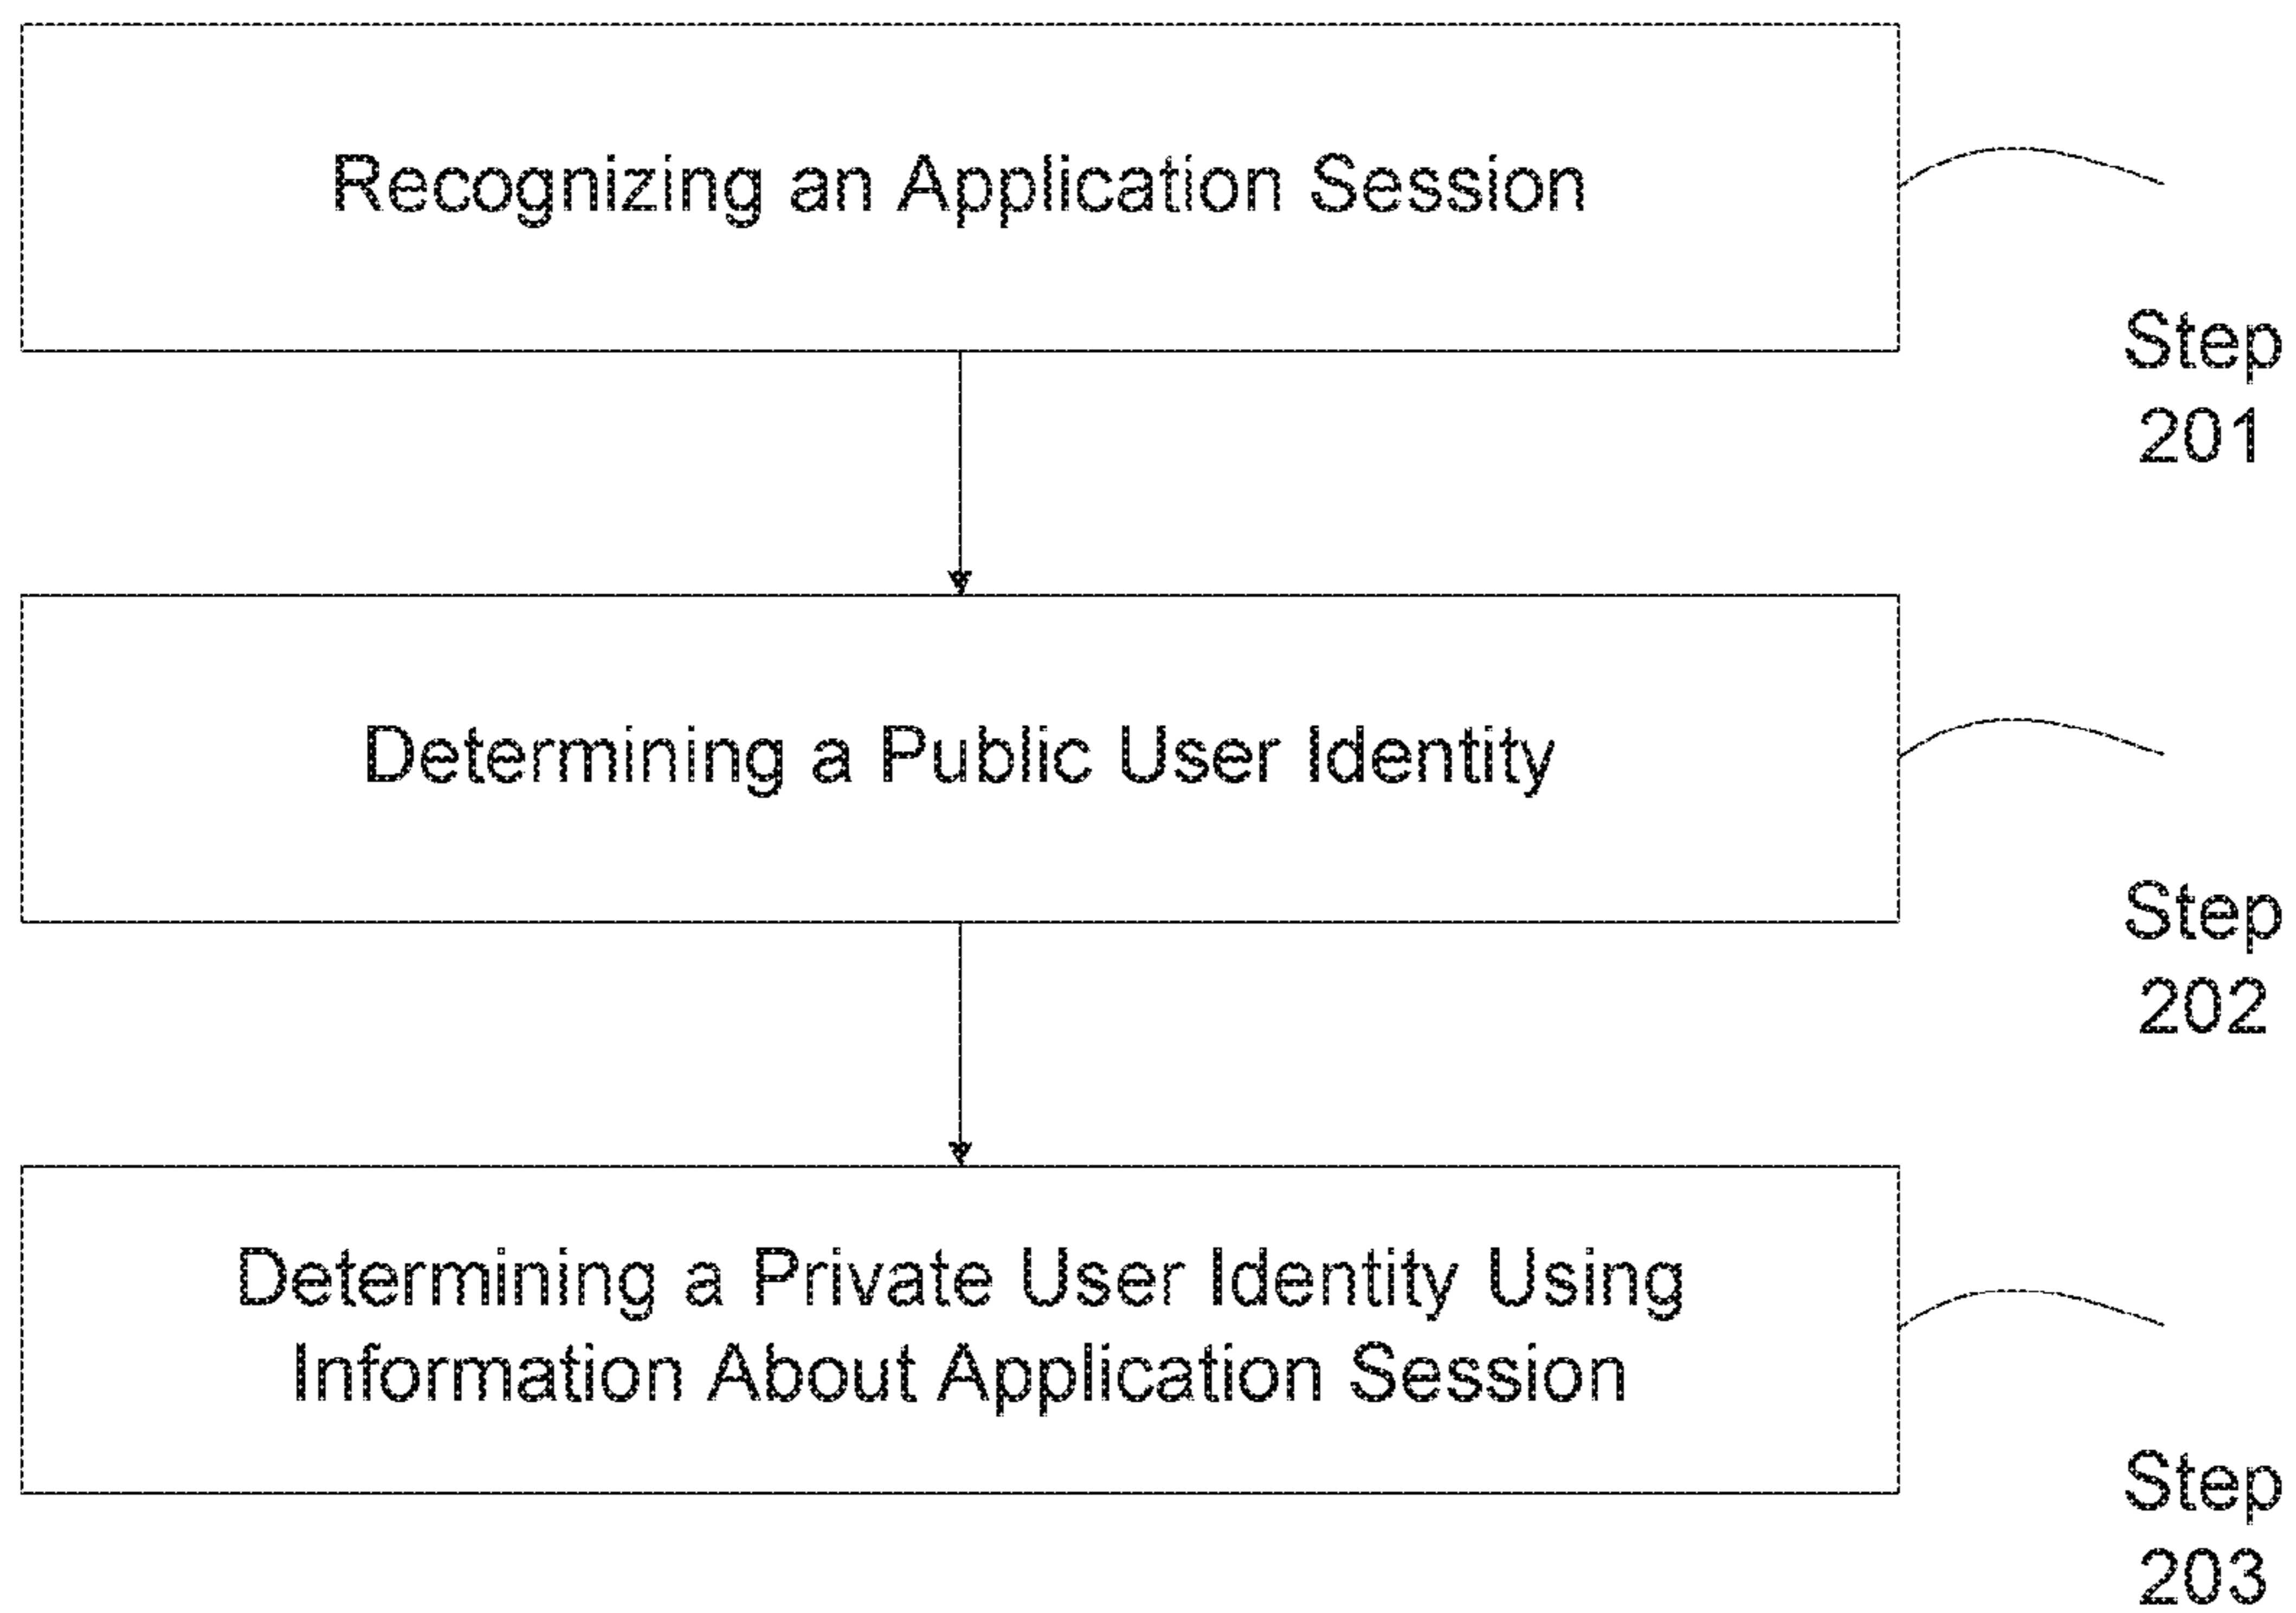 Recognizing an Application Session
Step
201
Determining a Public User Identity
Step
202
Determining a Private User Identity Using
Information About Application Session
Step
203